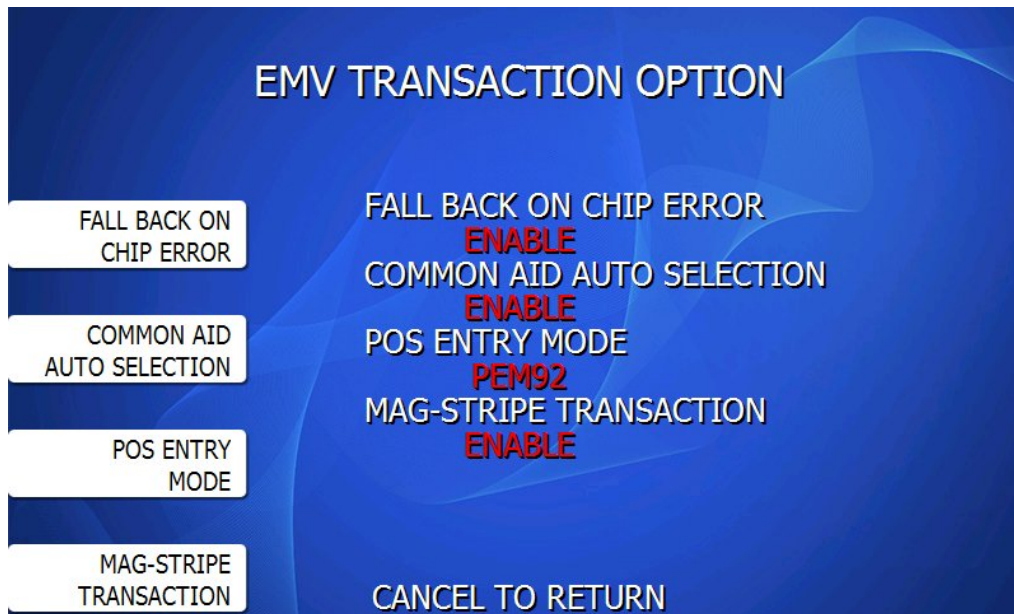 EMV TRANSACTION OPTION
FALL BACK ON
CHIP ERROR
COMMON AID
AUTO SELECTION
POS ENTRY
MODE
MAG-STRIPE
TRANSACTION
FALL BACK ON CHIP ERROR
ENABLE
COMMON AID AUTO SELECTION
ENABLE
POS ENTRY MODE
PEM92
MAG-STRIPE TRANSACTION
ENABLE
CANCEL TO RETURN